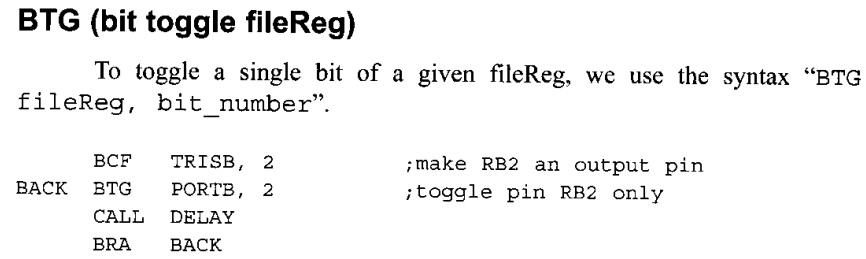 BTG (bit toggle fileReg)
To toggle a single bit of a given fileReg, we use the syntax “BTG
fileReg, bit_number”.
BCF TRISB, 2 ;make RB2 an output pin
BACK BTG PORTB, 2 ;toggle pin RB2 only
CALL DELAY
BRA BACK